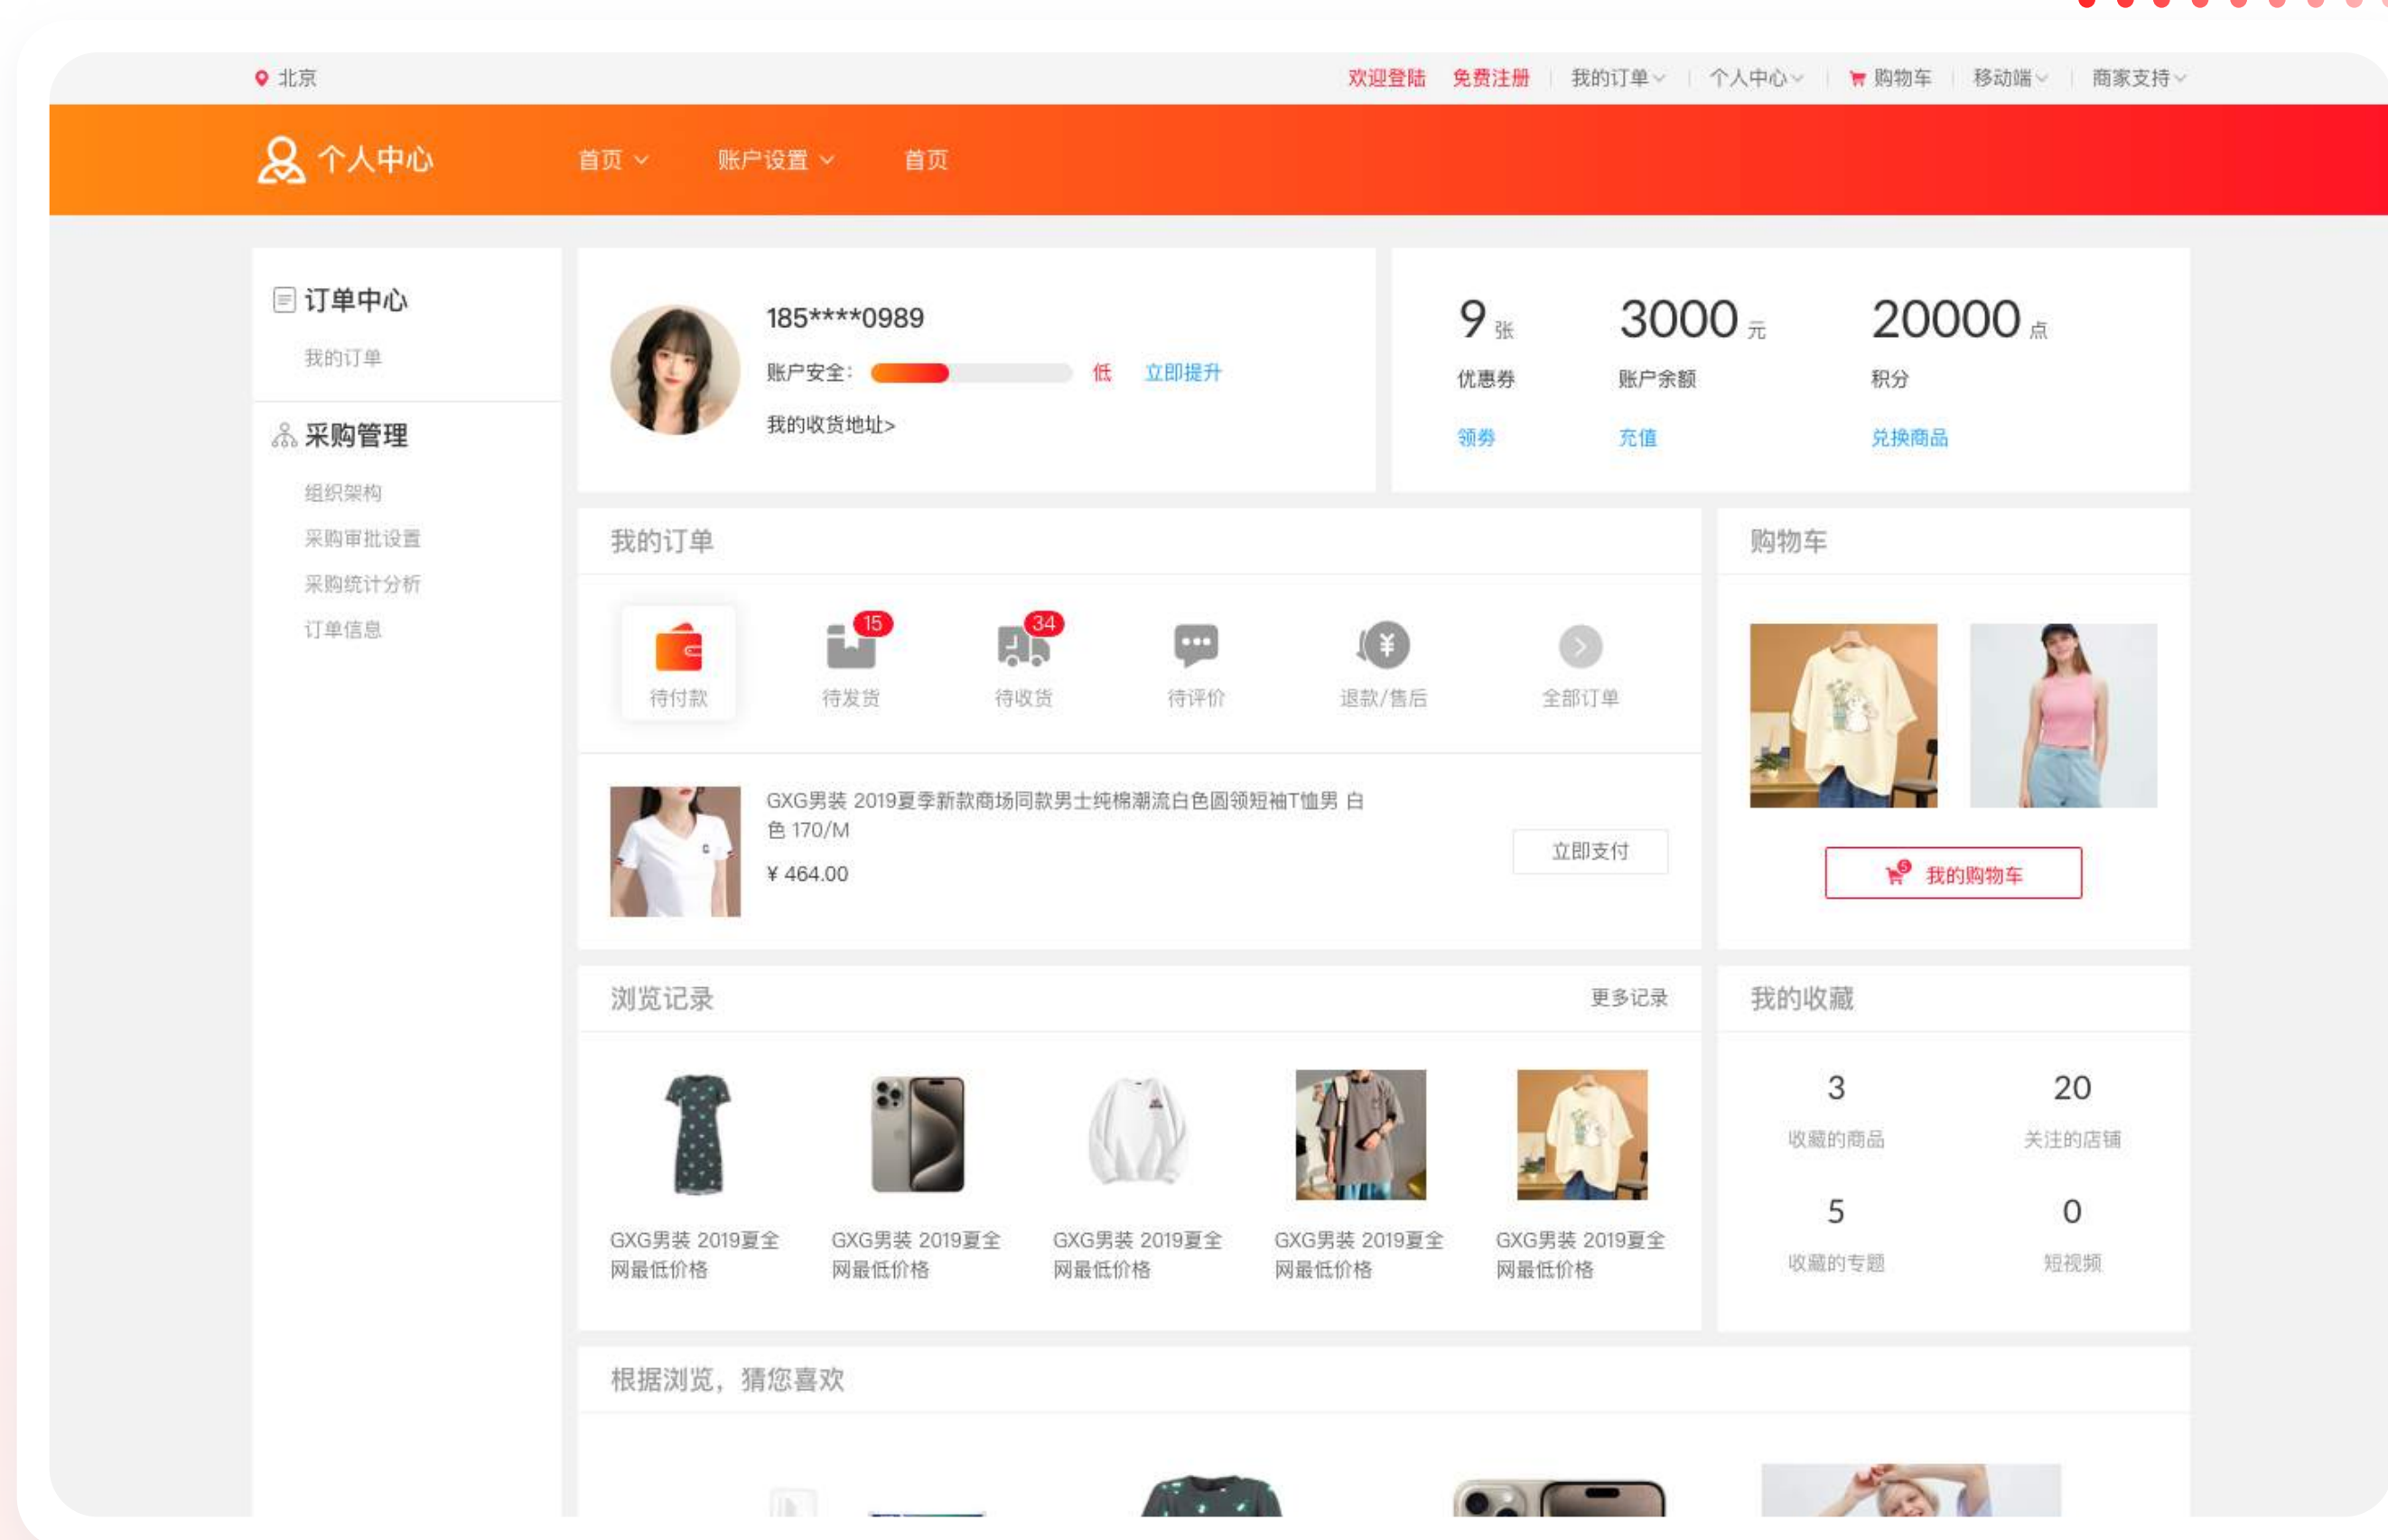 北京
欢迎登陆 免费注册 我的订单 个人中心 购物车 移动端 商家支持
个人中心 首页 账户设置 首页
订单中心
我的订单
采购管理
组织架构
采购审批设置
采购统计分析
订单信息
185****0989
账户安全: 低 立即提升
我的收货地址>
9 张 3000 元 20000 点
优惠券 账户余额 积分
领券 充值 兑换商品
我的订单
15 34
待付款 待发货 待收货 待评价 退款/售后 全部订单
GXG男装 2019夏季新款商场同款男士纯棉潮流白色圆领短袖T恤男 白
色 170/M
¥ 464.00
立即支付
购物车
5 我的购物车
浏览记录 更多记录
GXG男装 2019夏全 GXG男装 2019夏全 GXG男装 2019夏全 GXG男装 2019夏全 GXG男装 2019夏全
网最低价格 网最低价格 网最低价格 网最低价格 网最低价格
我的收藏
3 20
收藏的商品 关注的店铺
5 0
收藏的专题 短视频
根据浏览，猜您喜欢